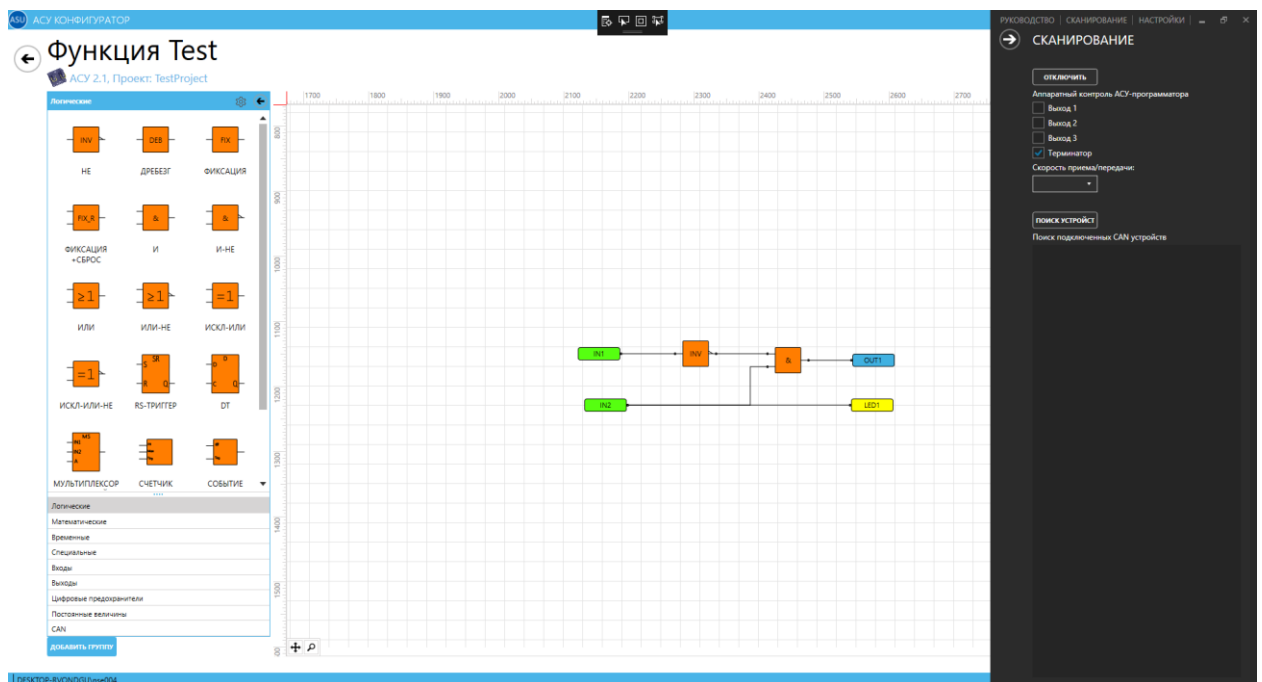 ASU АСУ КОНФИГУРАТОР
РУКОВОДСТВО | СКАНИРОВАНИЕ | НАСТРОЙКИ |
Функция Test
АСУ 2.1, Проект: TestProject
Логические
INV DEB FIX
НЕ ДРЕБЕЗГ ФИКСАЦИЯ
FIX_R & &
ФИКСАЦИЯ +СБРОС И И-НЕ
≥1 ≥1 =1
ИЛИ ИЛИ-НЕ ИСКЛ-ИЛИ
=1 SR S R Q D D C Q
ИСКЛ-ИЛИ-НЕ RS-ТРИГГЕР DT
MS IN1 IN2 A
МУЛЬТИПЛЕКСОР СЧЕТЧИК СОБЫТИЕ
Логические
Математические
Временные
Специальные
Входы
Выходы
Цифровые предохранители
Постоянные величины
CAN
ДОБАВИТЬ ГРУППУ
1700 1800 1900 2000 2100 2200 2300 2400 2500 2600 2700
800
900
1000
1100
1200
1300
1400
1500
IN1 INV & OUT1
IN2 LED1
СКАНИРОВАНИЕ
ОТКЛЮЧИТЬ
Аппаратный контроль АСУ-программатора
Выход 1
Выход 2
Выход 3
Терминатор
Скорость приема/передачи:
ПОИСК УСТРОЙСТ
Поиск подключенных CAN устройств